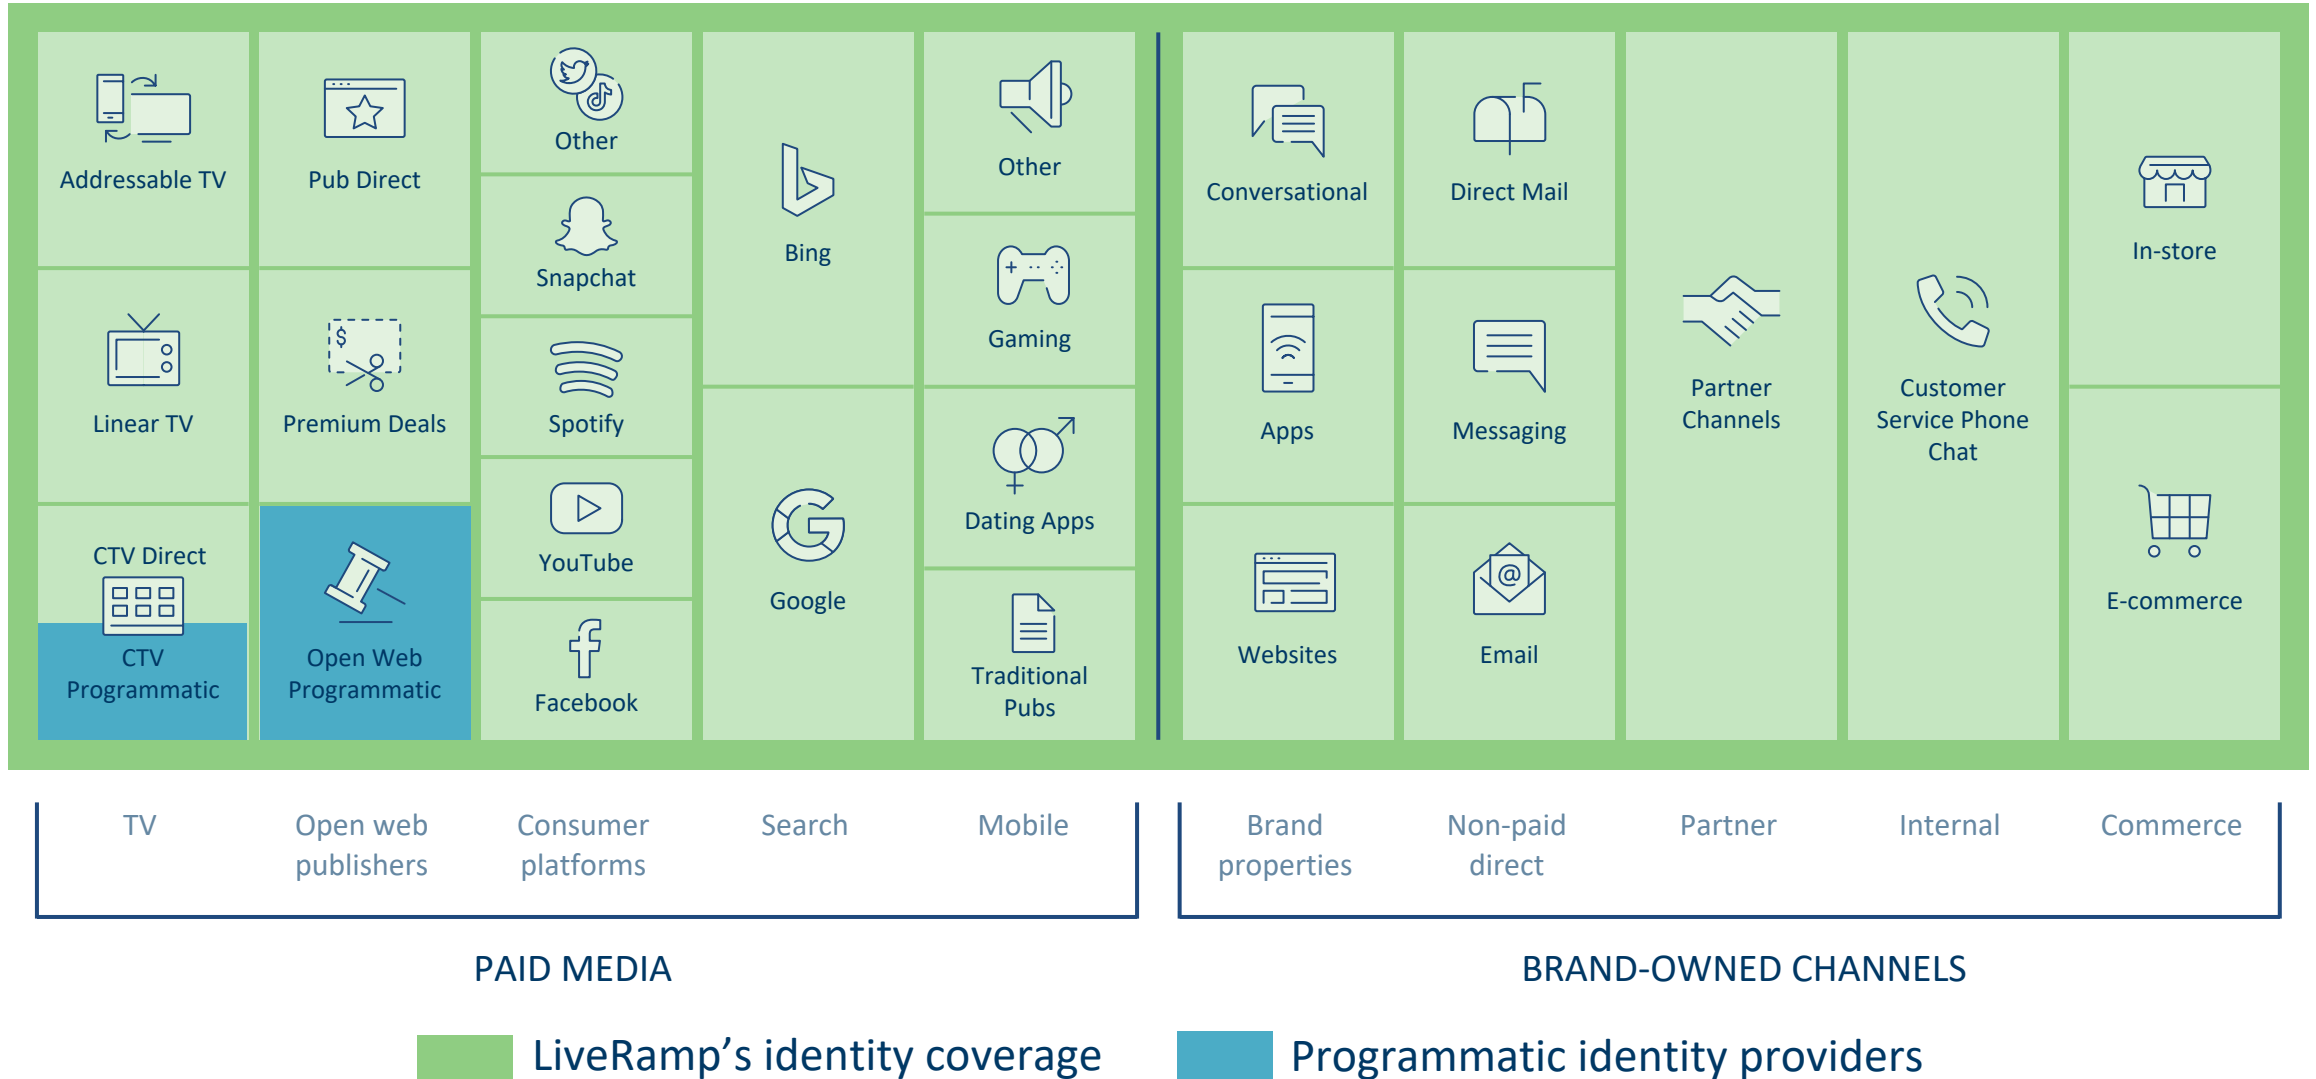 Addressable TV
Linear TV
CTV Direct
CTV
Programmatic
Pub Direct
$
Premium Deals
Open Web
Programmatic
Other
Snapchat
Spotify
YouTube
Facebook
Bing
Google
Other
Gaming
Dating Apps
Traditional
Pubs
Conversational
Apps
Websites
Direct Mail
Messaging
@
Email
Partner
Channels
Customer
Service Phone
Chat
In-store
E-commerce
TV
Open web
publishers
Consumer
platforms
Search
Mobile
Brand
properties
Non-paid
direct
Partner
Internal
Commerce
PAID MEDIA
BRAND-OWNED CHANNELS
LiveRamp’s identity coverage
Programmatic identity providers